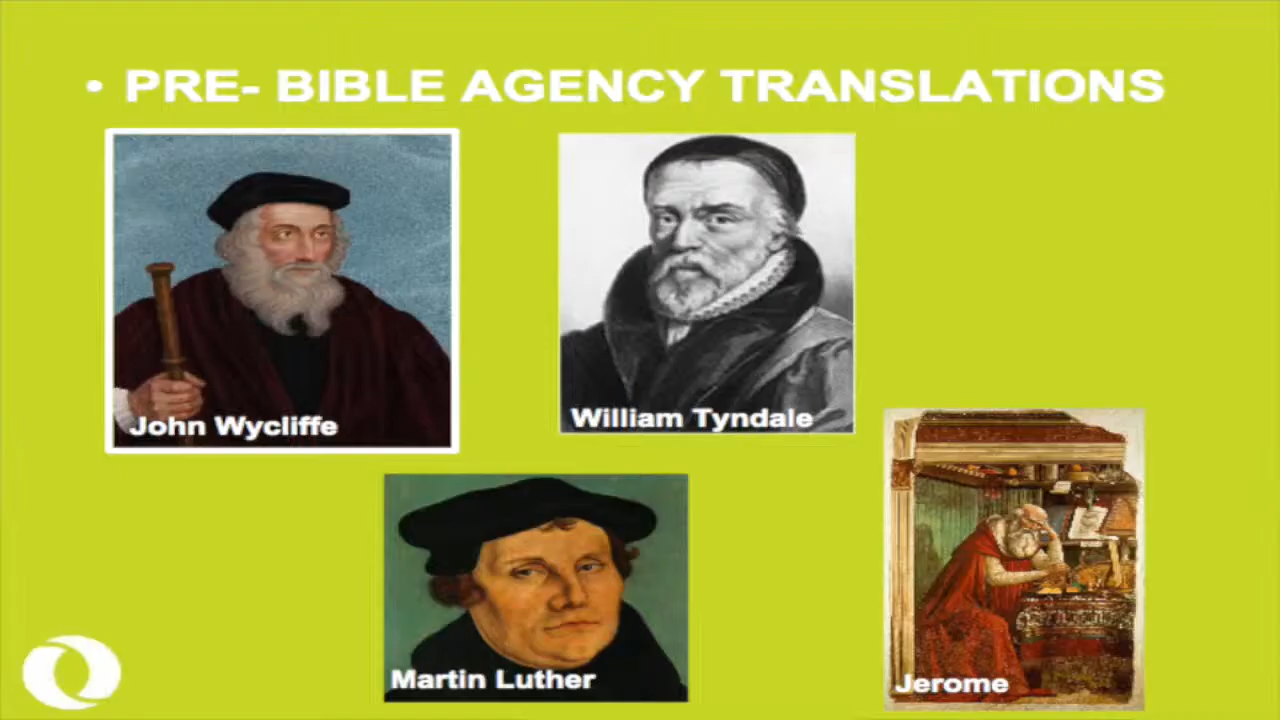 • PRE- BIBLE AGENCY TRANSLATIONS
John Wycliffe
William Tyndale
Martin Luther
Jerome